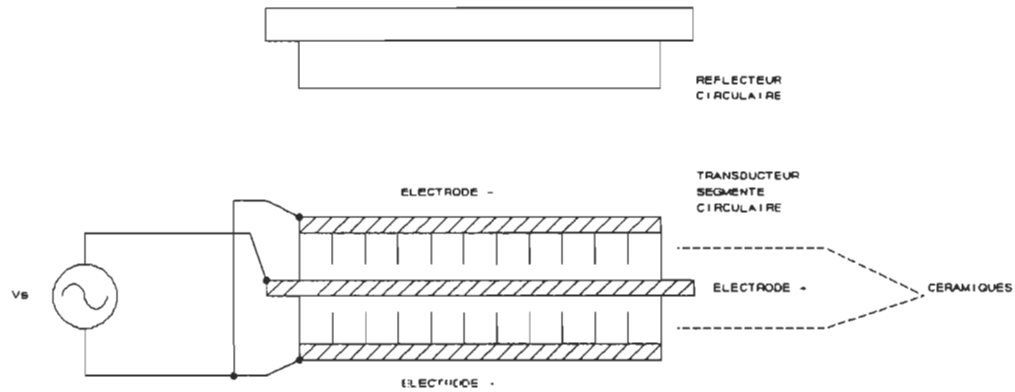 REFLECTEUR
CIRCULAIRE
TRANSDUCTEUR
SEGMENTE
CIRCULAIRE
ELECTRODE -
Vs
ELECTRODE +
CERAMIQUES
ELECTRODE -